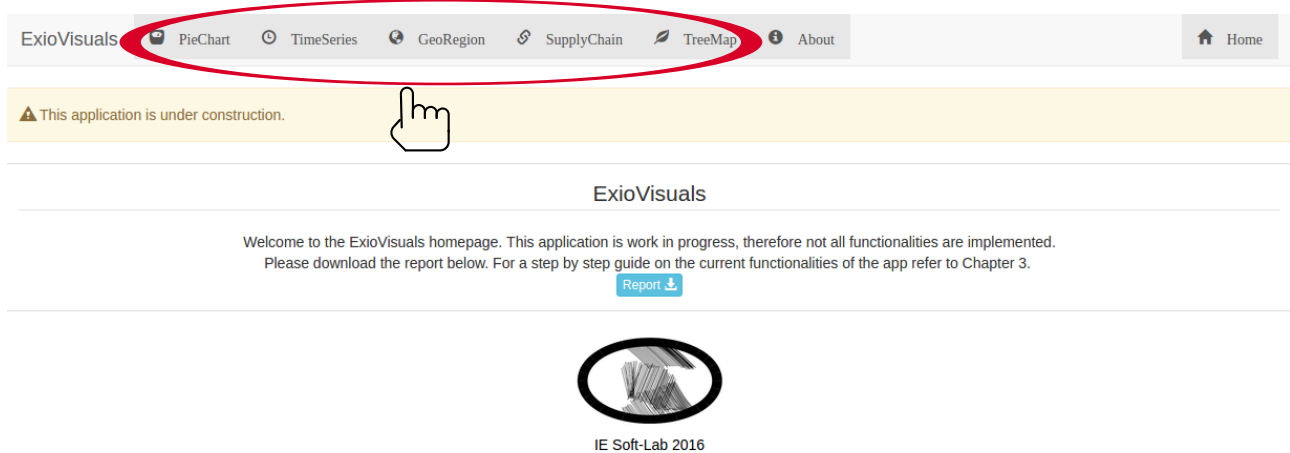 ExioVisuals PieChart TimeSeries GeoRegion SupplyChain TreeMap About Home
This application is under construction.
ExioVisuals
Welcome to the ExioVisuals homepage. This application is work in progress, therefore not all functionalities are implemented.
Please download the report below. For a step by step guide on the current functionalities of the app refer to Chapter 3.
Report
IE Soft-Lab 2016